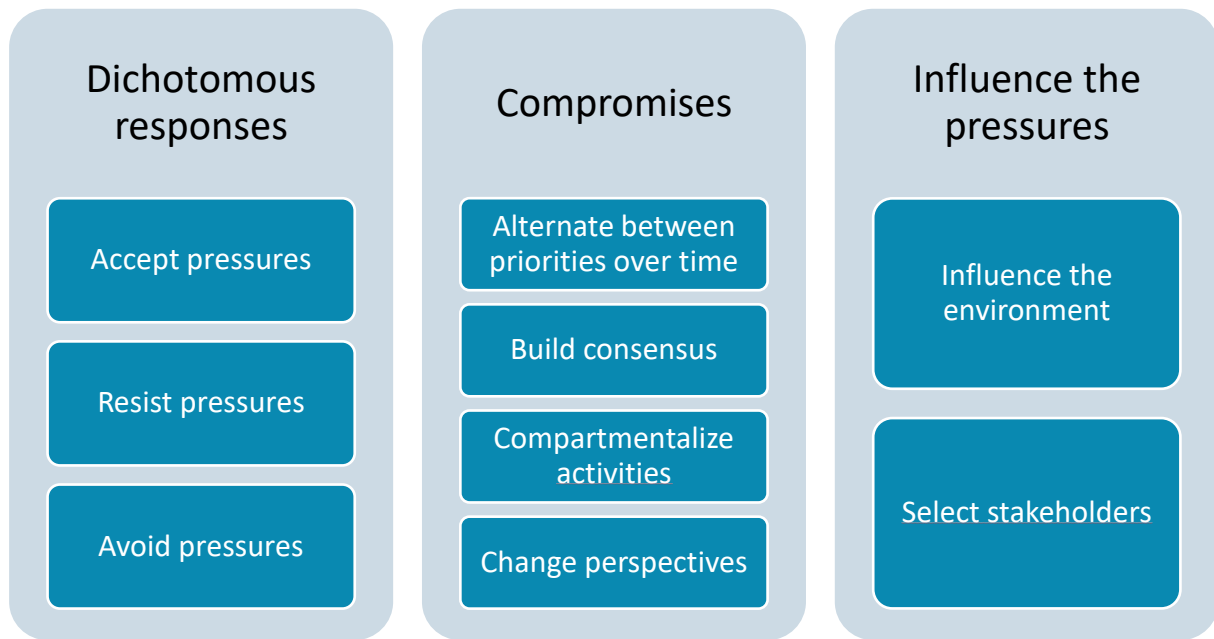 Dichotomous
responses
Accept pressures
Resist pressures
Avoid pressures
Compromises
Alternate between
priorities over time
Build consensus
Compartmentalize
activities
Change perspectives
Influence the
pressures
Influence the
environment
Select stakeholders